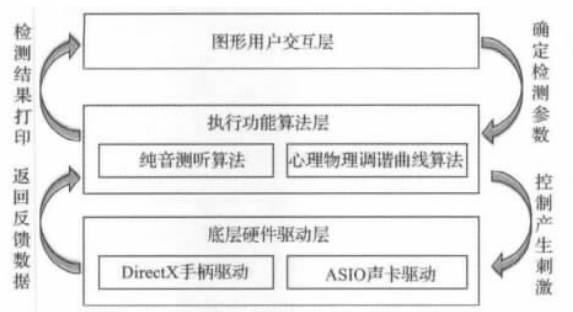 图形用户交互层
检测结果打印
确定检测参数
执行功能算法层
纯音测听算法
心理物理调谐曲线算法
返回反馈数据
控制产生刺激
底层硬件驱动层
DirectX手柄驱动
ASIO声卡驱动